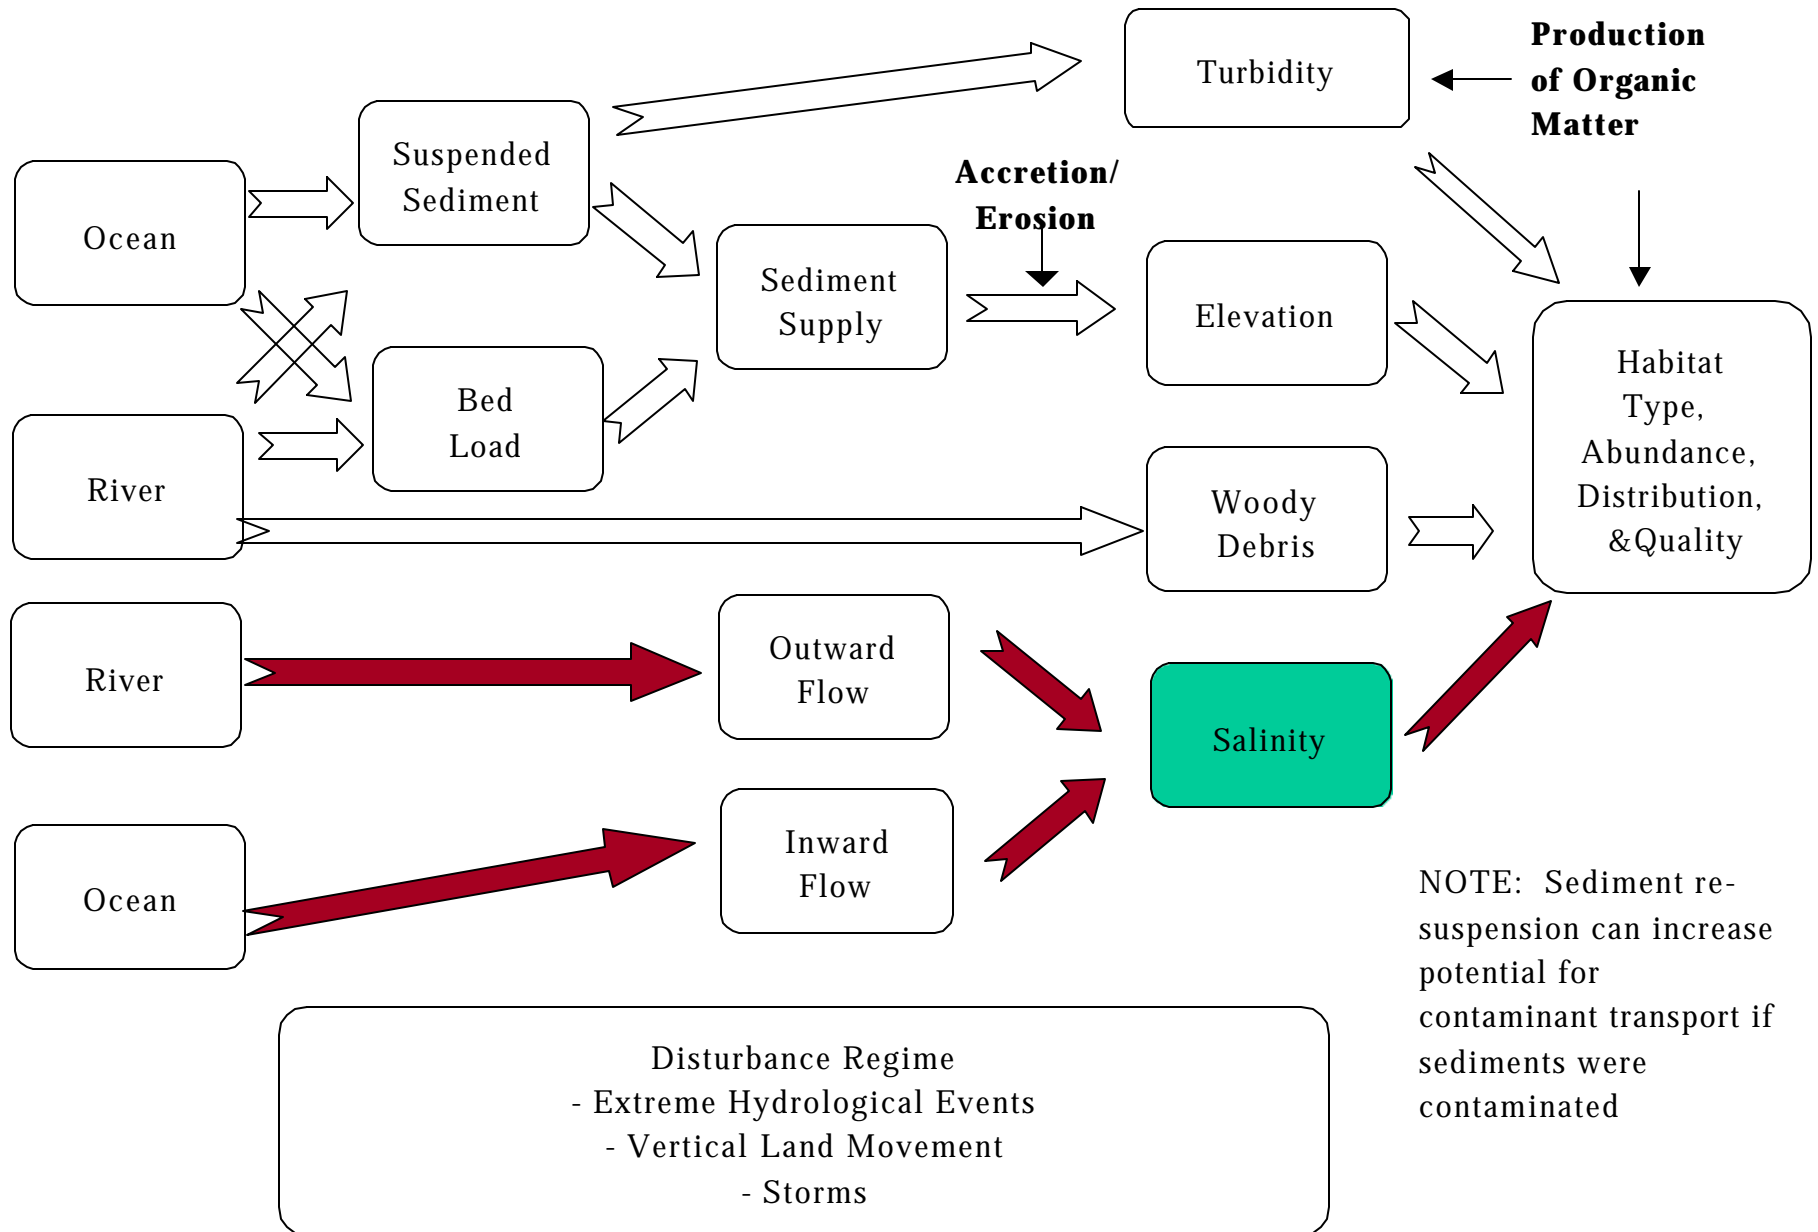 Turbidity
Production
of Organic
Matter
Suspended
Sediment
Accretion/
Erosion
Ocean
Sediment
Supply
Elevation
Habitat
Type,
Abundance,
Distribution,
&Quality
Bed
Load
River
Woody
Debris
River
Outward
Flow
Salinity
Ocean
Inward
Flow
NOTE: Sediment re-
suspension can increase
potential for
contaminant transport if
sediments were
contaminated
Disturbance Regime
- Extreme Hydrological Events
- Vertical Land Movement
- Storms